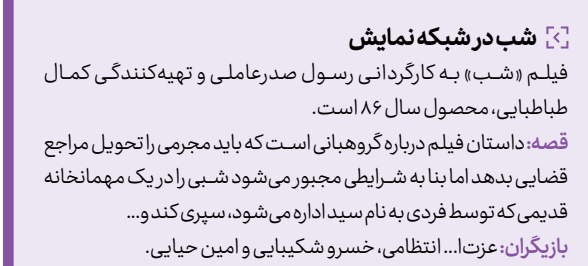 شب در شبکه نمایش
فیلم «شب» به کارگردانی رسول صدرعاملی و تهیه‌کنندگی کمال
طباطبایی، محصول سال ۸۶ است.
قصه: داستان فیلم درباره گروهبانی است که باید مجرمی را تحویل مراجع
قضایی بدهد اما بنا به شرایطی مجبور می‌شود شبی را در یک مهمانخانه
قدیمی که توسط فردی به نام سید اداره می‌شود، سپری کند و...
بازیگران: عزت‌ا... انتظامی، خسرو شکیبایی و امین حیایی.